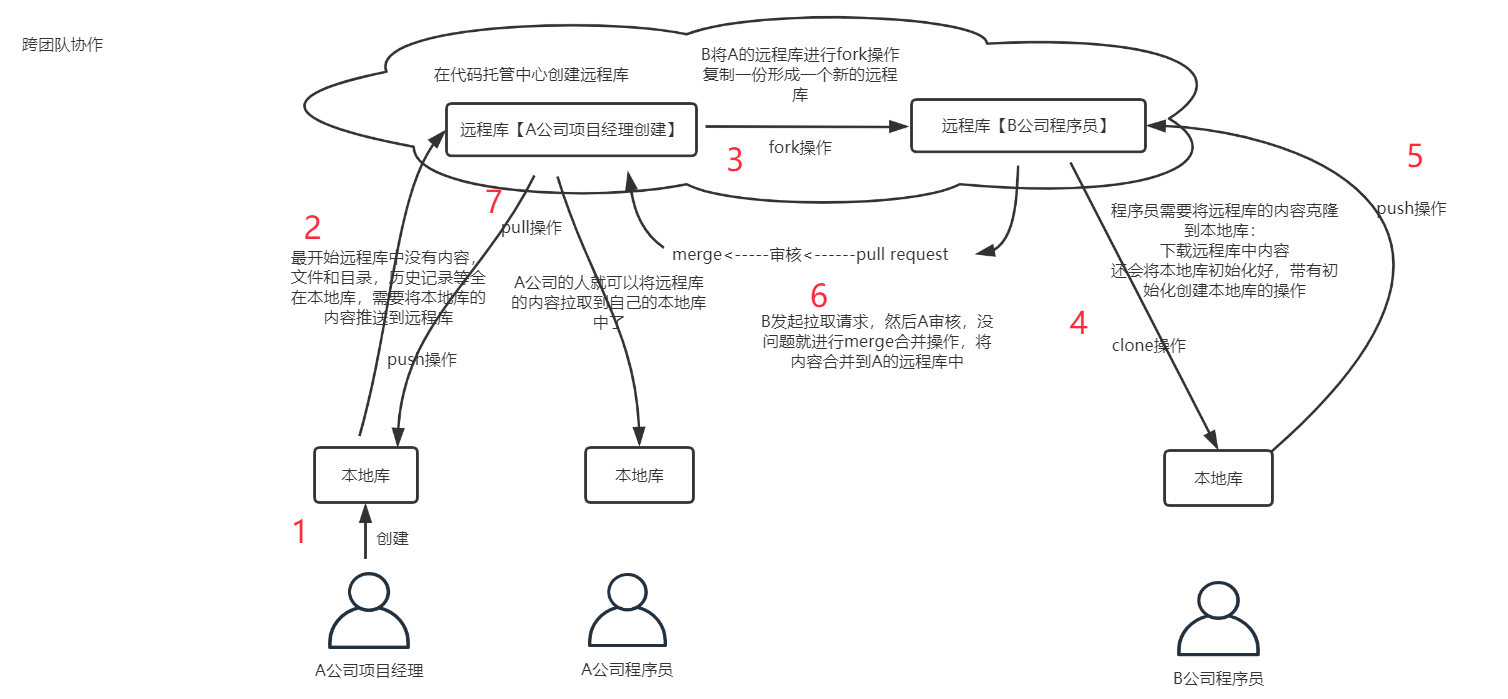 跨团队协作
在代码托管中心创建远程库
B将A的远程库进行fork操作
复制一份形成一个新的远程
库
远程库【A公司项目经理创建】
远程库【B公司程序员】
fork操作
3
5
push操作
7
pull操作
2
最开始远程库中没有内容,
文件和目录，历史记录等全
在本地库，需要将本地库的
内容推送到远程库
push操作
A公司的人就可以将远程库
的内容拉取到自己的本地库
中了
merge<-----审核<------pull request
6
B发起拉取请求，然后A审核，没
问题就进行merge合并操作，将
内容合并到A的远程库中
程序员需要将远程库的内容克隆
到本地库：
下载远程库中内容
还会将本地库初始化好，带有初
始化创建本地库的操作
4
clone操作
本地库
本地库
本地库
1
创建
A公司项目经理
A公司程序员
B公司程序员